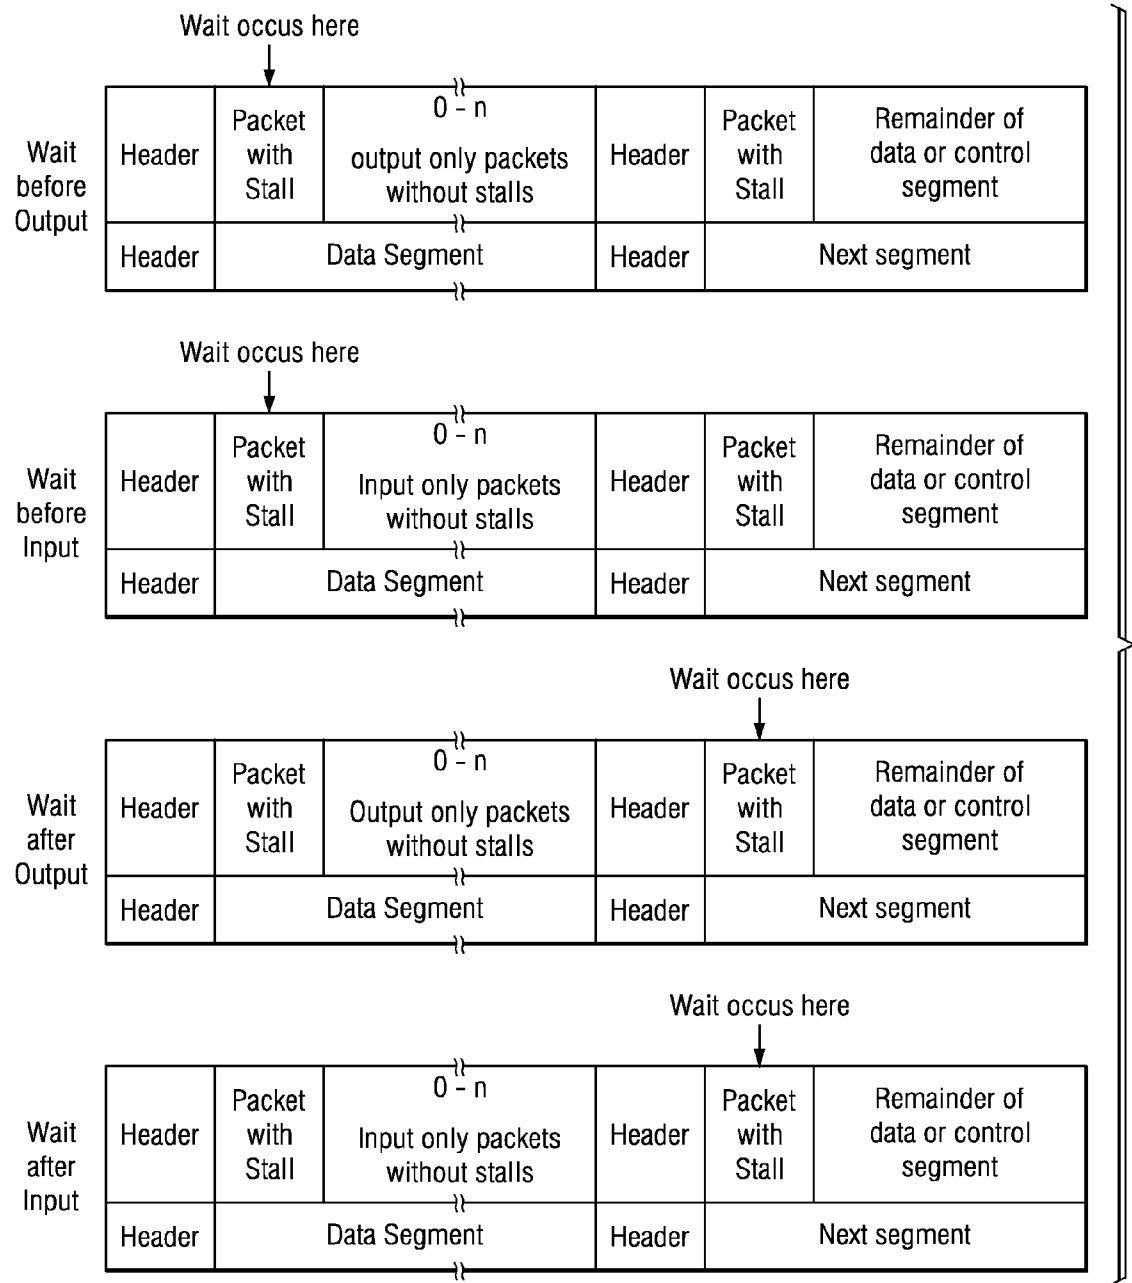 Wait occus here
Wait
before
Output
Header
Packet
with
Stall
0 - n
output only packets
without stalls
Header
Packet
with
Stall
Remainder of
data or control
segment
Header
Data Segment
Header
Next segment
Wait occus here
Wait
before
Input
Header
Packet
with
Stall
0 - n
Input only packets
without stalls
Header
Packet
with
Stall
Remainder of
data or control
segment
Header
Data Segment
Header
Next segment
Wait occus here
Wait
after
Output
Header
Packet
with
Stall
0 - n
Output only packets
without stalls
Header
Packet
with
Stall
Remainder of
data or control
segment
Header
Data Segment
Header
Next segment
Wait occus here
Wait
after
Input
Header
Packet
with
Stall
0 - n
Input only packets
without stalls
Header
Packet
with
Stall
Remainder of
data or control
segment
Header
Data Segment
Header
Next segment